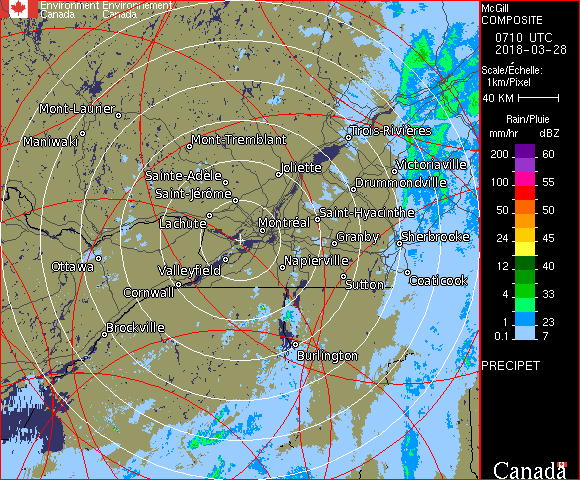 Environment Environnement
Canada Canada
McGill
COMPOSITE
0710 UTC
2018-03-28
Scale/Échelle:
1km/Pixel
40 KM
Rain/Pluie
mm/hr dBZ
200 60
100 55
50 50
24 45
12 40
4 33
1 23
0.1 7
PRECIPET
Canada
Mont-Laurier
Maniwaki
Mont-Tremblant
Trois-Rivières
Sainte-Adèle
Joliette
Victoriaville
Saint-Jérôme
Drummondville
Lachute
Saint-Hyacinthe
Montréal
Granby
Sherbrooke
Ottawa
Valleyfield
Napierville
Cornwall
Sutton
Coaticook
Brockville
Burlington